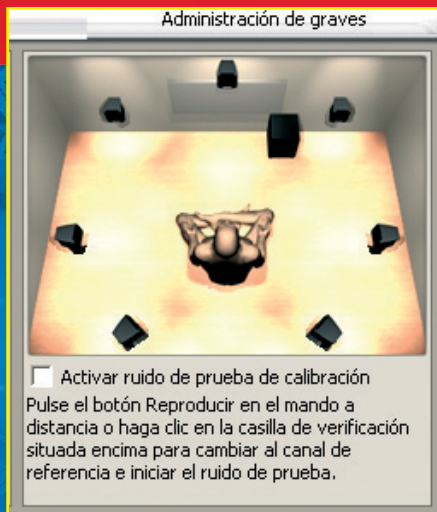 Administración de graves
Activar ruido de prueba de calibración
Pulse el botón Reproducir en el mando a
distancia o haga clic en la casilla de verificación
situada encima para cambiar al canal de
referencia e iniciar el ruido de prueba.